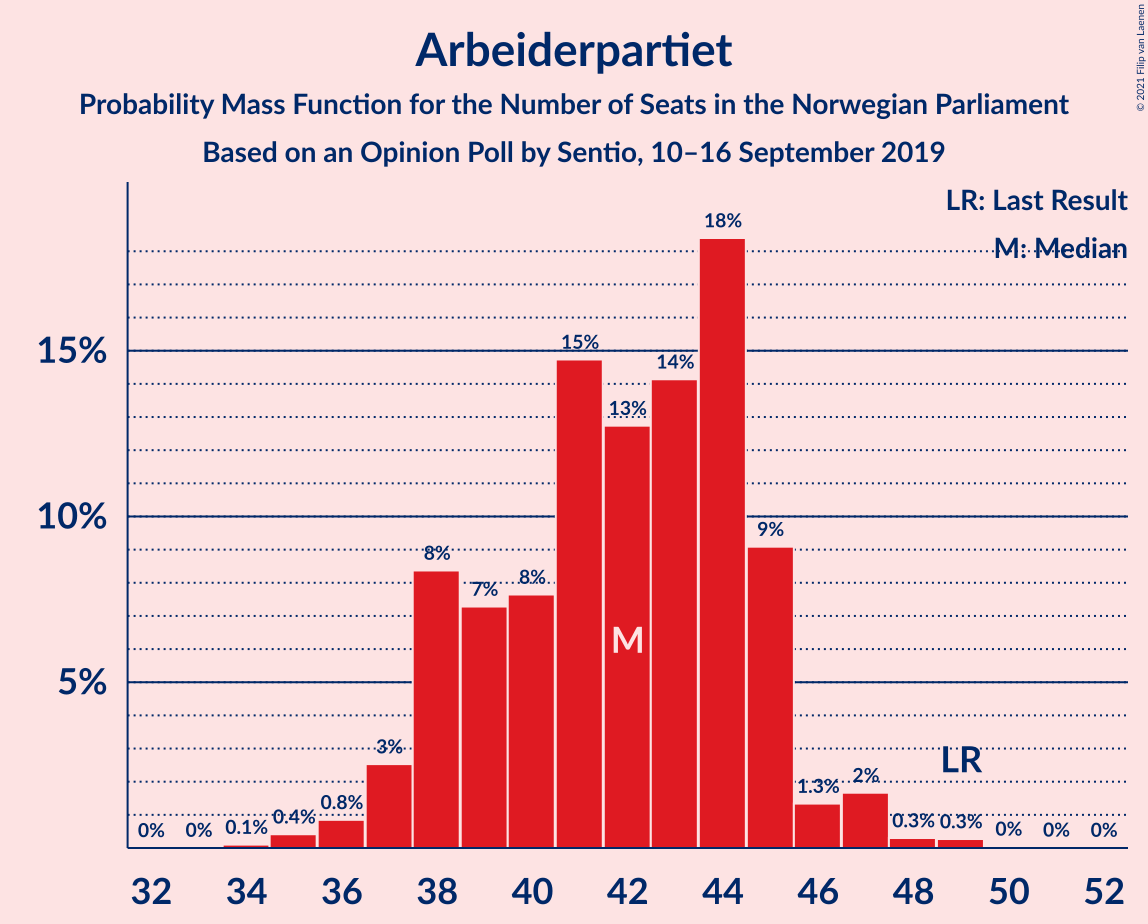 Arbeiderpartiet
Probability Mass Function for the Number of Seats in the Norwegian Parliament
Based on an Opinion Poll by Sentio, 10–16 September 2019
© 2021 Filip van Laenen
LR: Last Result
M: Median
15%
10%
5%
0%
0%
0.1%
0.4%
0.8%
3%
8%
7%
8%
15%
13%
14%
18%
9%
1.3%
2%
0.3%
0.3%
0%
0%
0%
M
LR
32 34 36 38 40 42 44 46 48 50 52